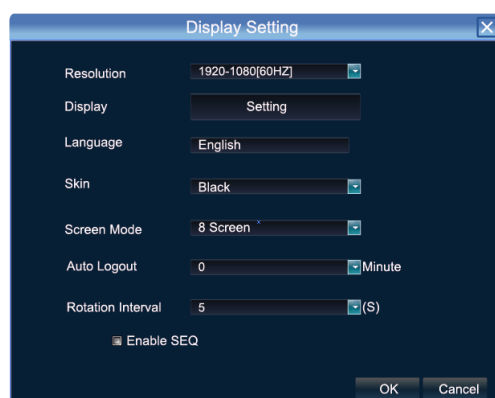 Display Setting
Resolution 1920-1080[60HZ]
Display Setting
Language English
Skin Black
Screen Mode 8 Screen
Auto Logout 0 Minute
Rotation Interval 5 (S)
Enable SEQ
OK Cancel